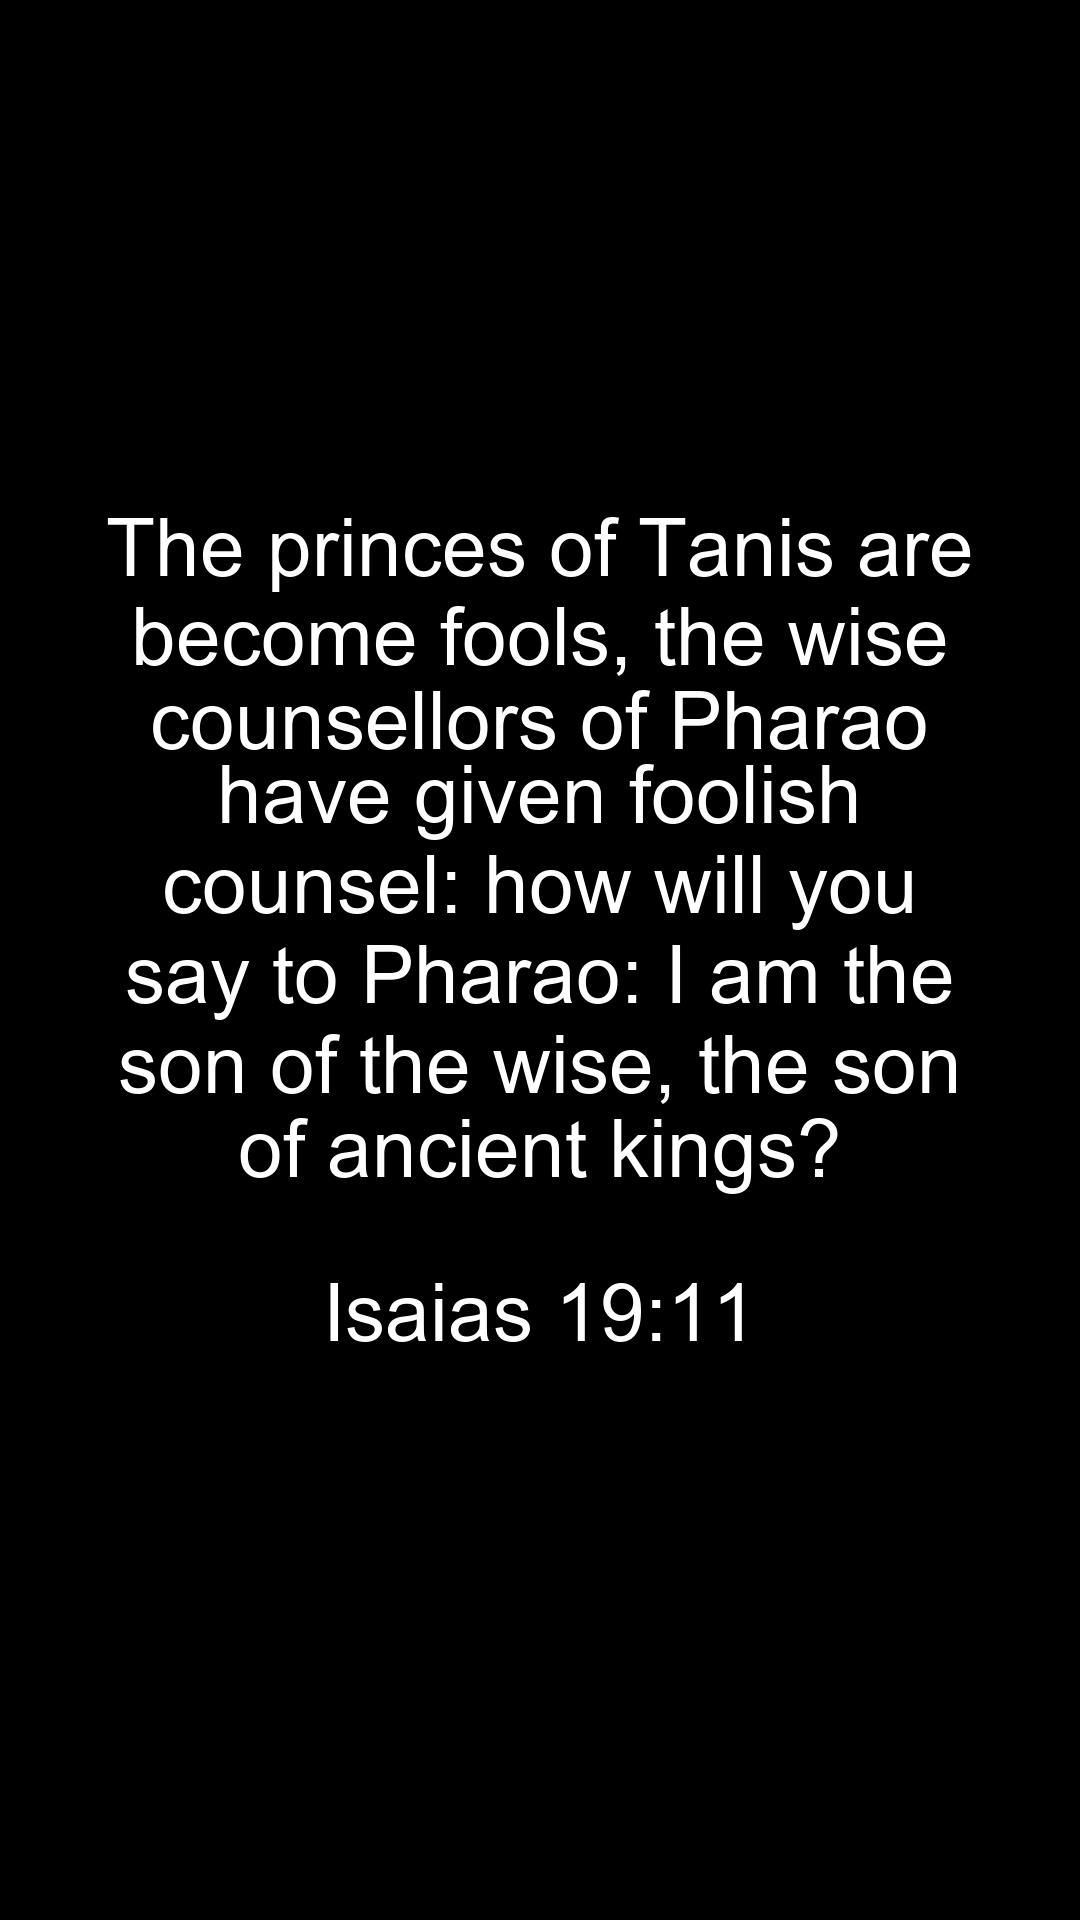 The princes of Tanis are
become fools, the wise
counsellors of Pharao
have given foolish
counsel: how will you
say to Pharao: I am the
son of the wise, the son
of ancient kings?
Isaias 19:11